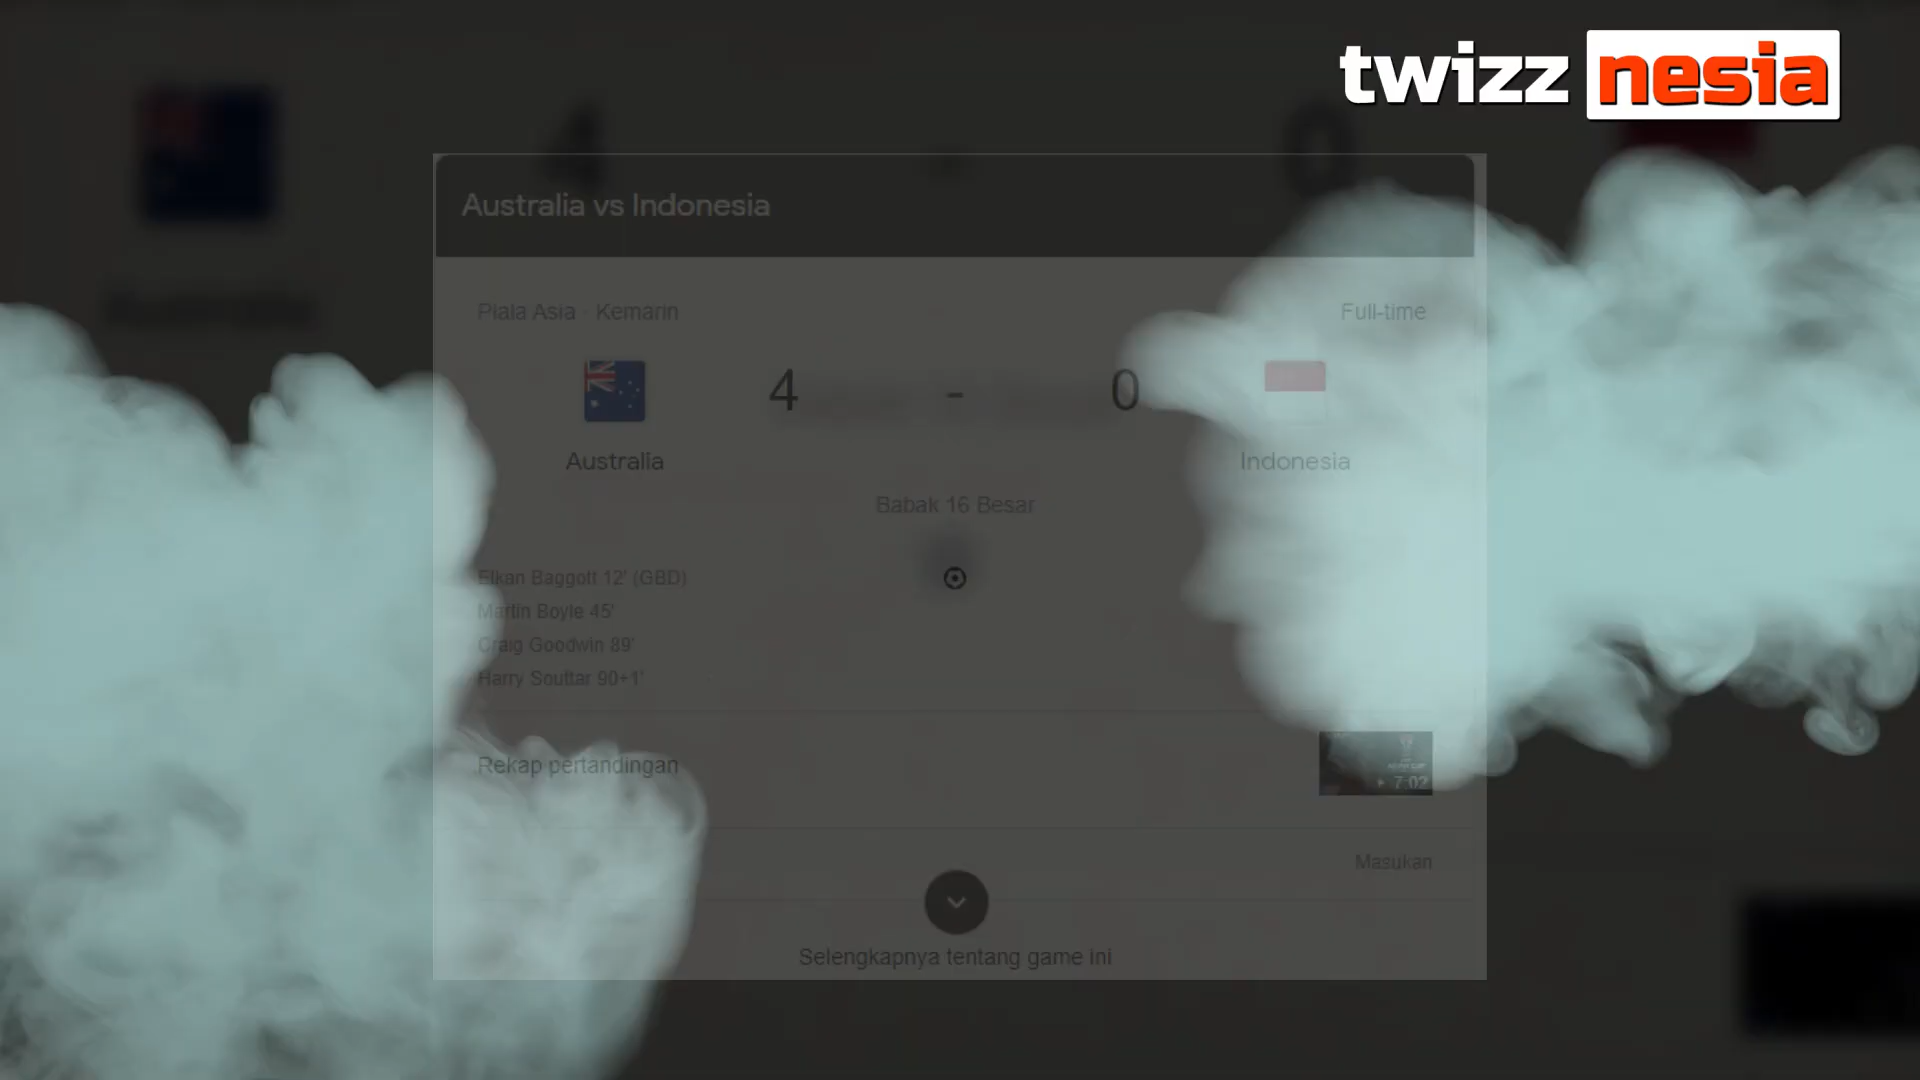 twizz nesia
Australia vs Indonesia
Piala Asia · Kemarin
Full-time
4 - 0
Australia
Indonesia
Babak 16 Besar
Elkan Baggott 12' (GBD)
Martin Boyle 45'
Craig Goodwin 89'
Harry Souttar 90+1'
Rekap pertandingan
7:02
Masukan
Selengkapnya tentang game ini